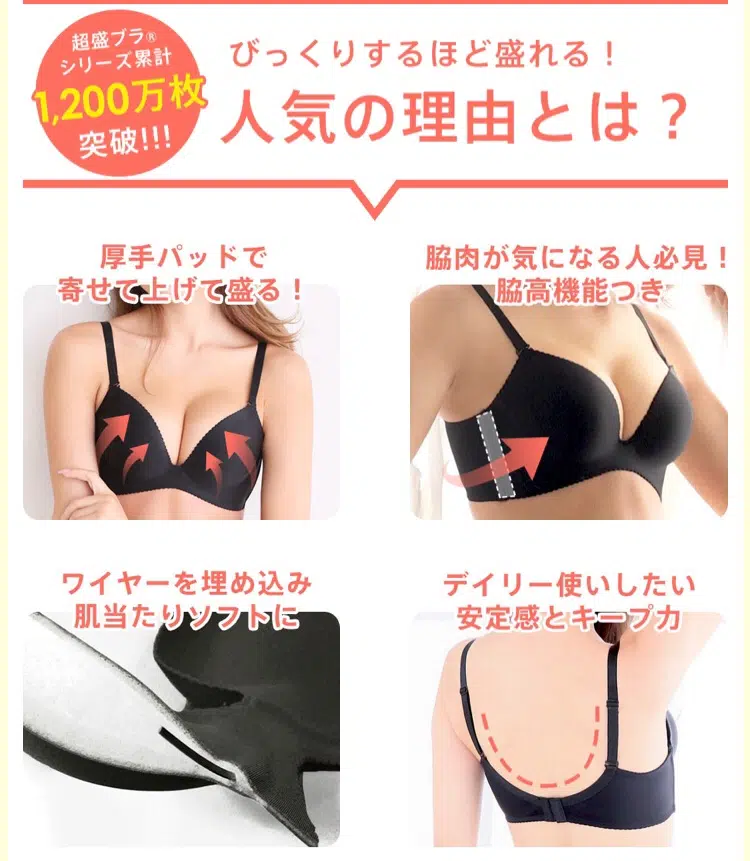 超盛ブラ®
シリーズ累計
1,200万枚
突破!!!
びっくりするほど盛れる！
人気の理由とは？
厚手パッドで
寄せて上げて盛る！
脇肉が気になる人必見！
脇高機能つき
ワイヤーを埋め込み
肌当たりソフトに
デイリー使いしたい
安定感とキープ力